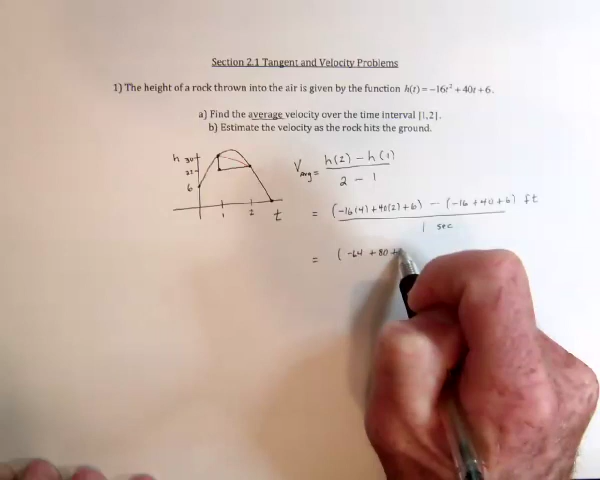 Section 2.1 Tangent and Velocity Problems
1) The height of a rock thrown into the air is given by the function h(t) = −16t² + 40t + 6.
a) Find the average velocity over the time interval [1,2].
b) Estimate the velocity as the rock hits the ground.
h
30
22
6
1 2 t
V avg = h(2) − h(1) / 2 − 1
= (−16(4) + 40(2) + 6) − (−16 + 40 + 6) ft / 1 sec
= ( −64 + 80 +